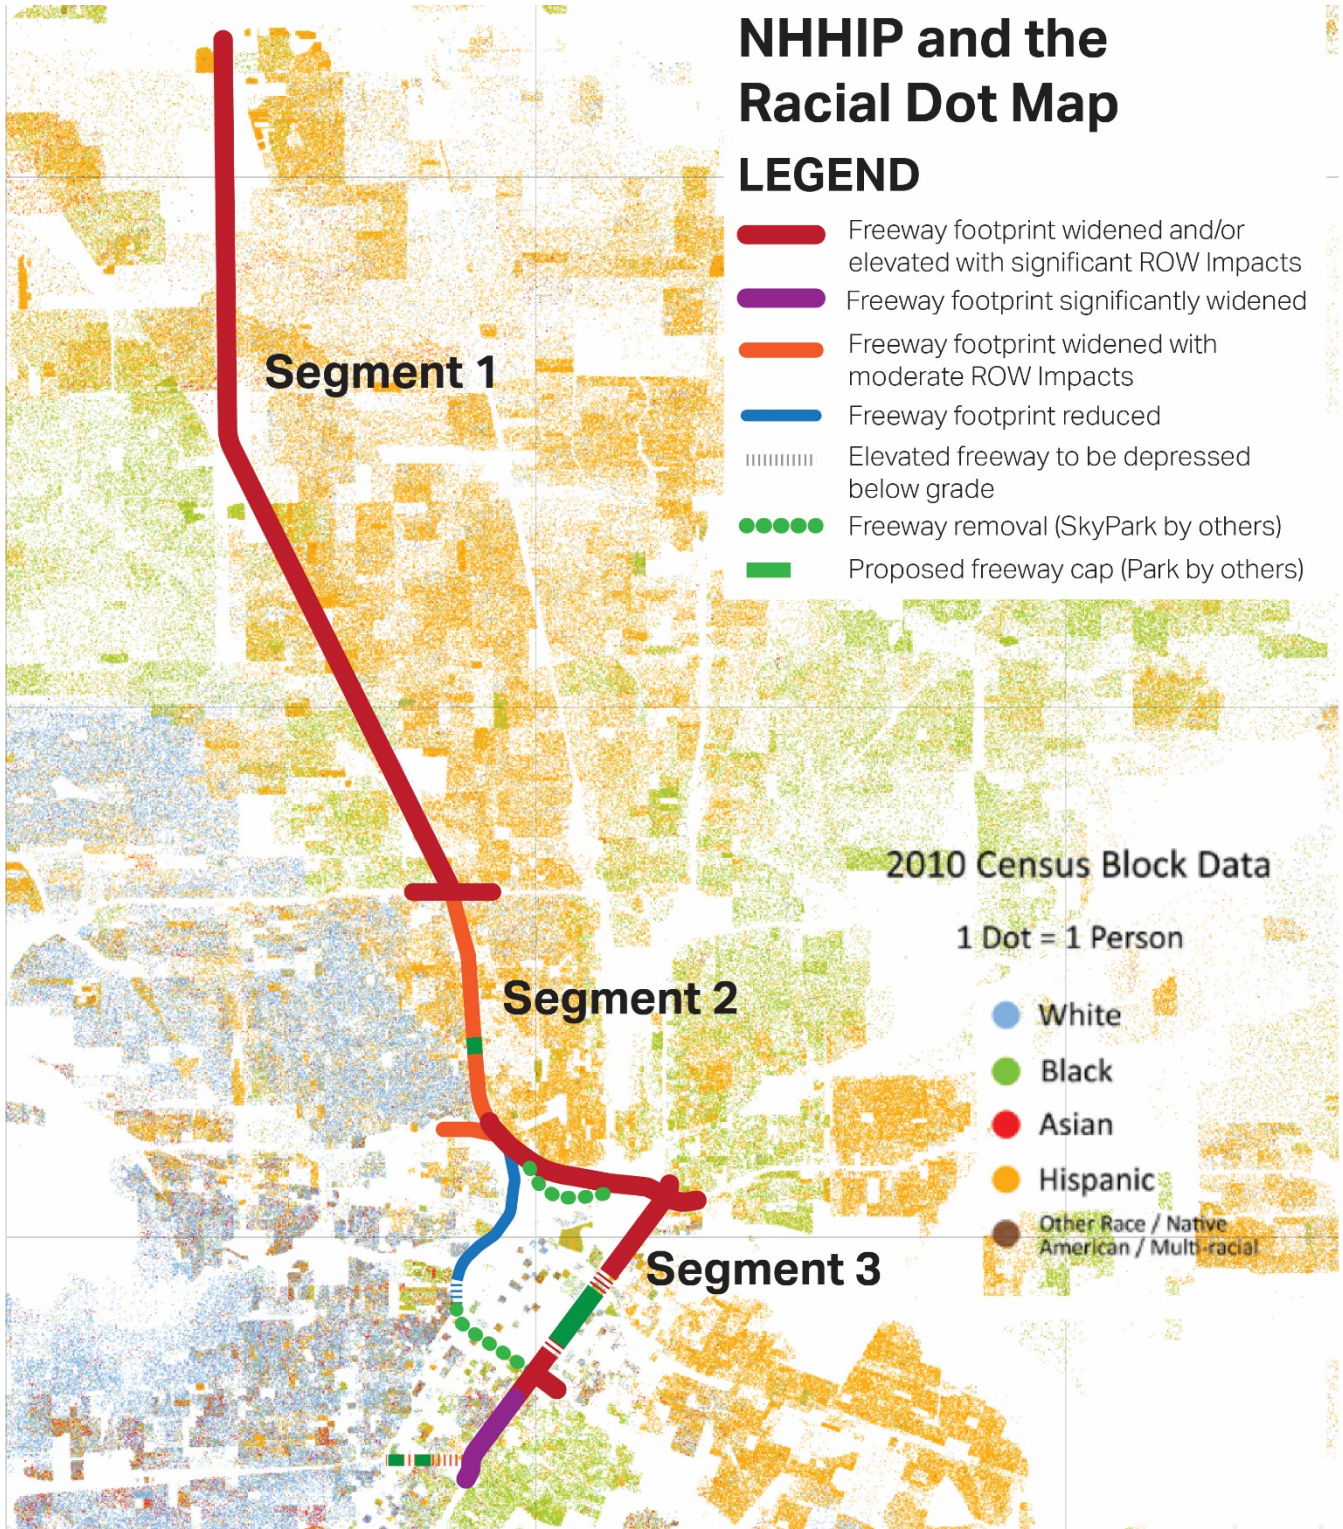 NHHIP and the
Racial Dot Map
LEGEND
Freeway footprint widened and/or
elevated with significant ROW Impacts
Freeway footprint significantly widened
Freeway footprint widened with
moderate ROW Impacts
Freeway footprint reduced
Elevated freeway to be depressed
below grade
Freeway removal (SkyPark by others)
Proposed freeway cap (Park by others)
Segment 1
2010 Census Block Data
1 Dot = 1 Person
Segment 2
White
Black
Asian
Hispanic
Other Race / Native
American / Multi-racial
Segment 3